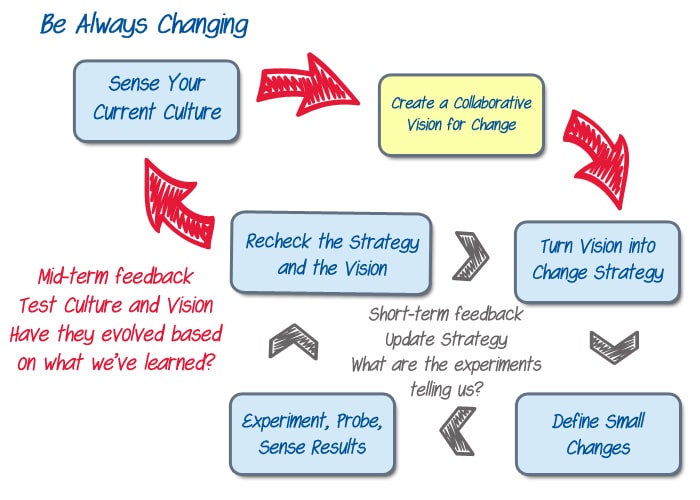 Be Always Changing
Sense Your
Current Culture
Create a Collaborative
Vision for Change
Recheck the Strategy
and the Vision
Turn Vision into
Change Strategy
Mid-term feedback
Test Culture and Vision
Have they evolved based
on what we've learned?
Short-term feedback
Update Strategy
What are the experiments
telling us?
Experiment, Probe,
Sense Results
Define Small
Changes